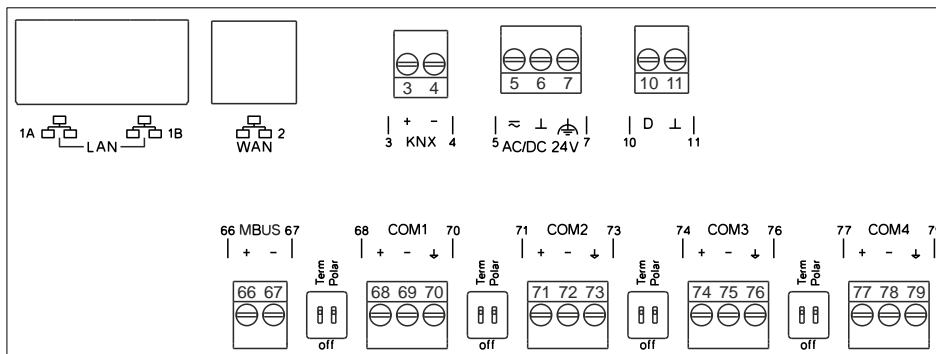 3 4
5 6 7
10 11
1A 1B 2
LAN WAN
+ - ≂ ⊥ D ⊥
3 KNX 4 5 AC/DC 24V 7 10 11
66 MBUS 67 68 COM1 70 71 COM2 73 74 COM3 76 77 COM4 79
+ - + - + - + - + -
Term Polar Term Polar Term Polar Term Polar
66 67 68 69 70 71 72 73 74 75 76 77 78 79
off off off off